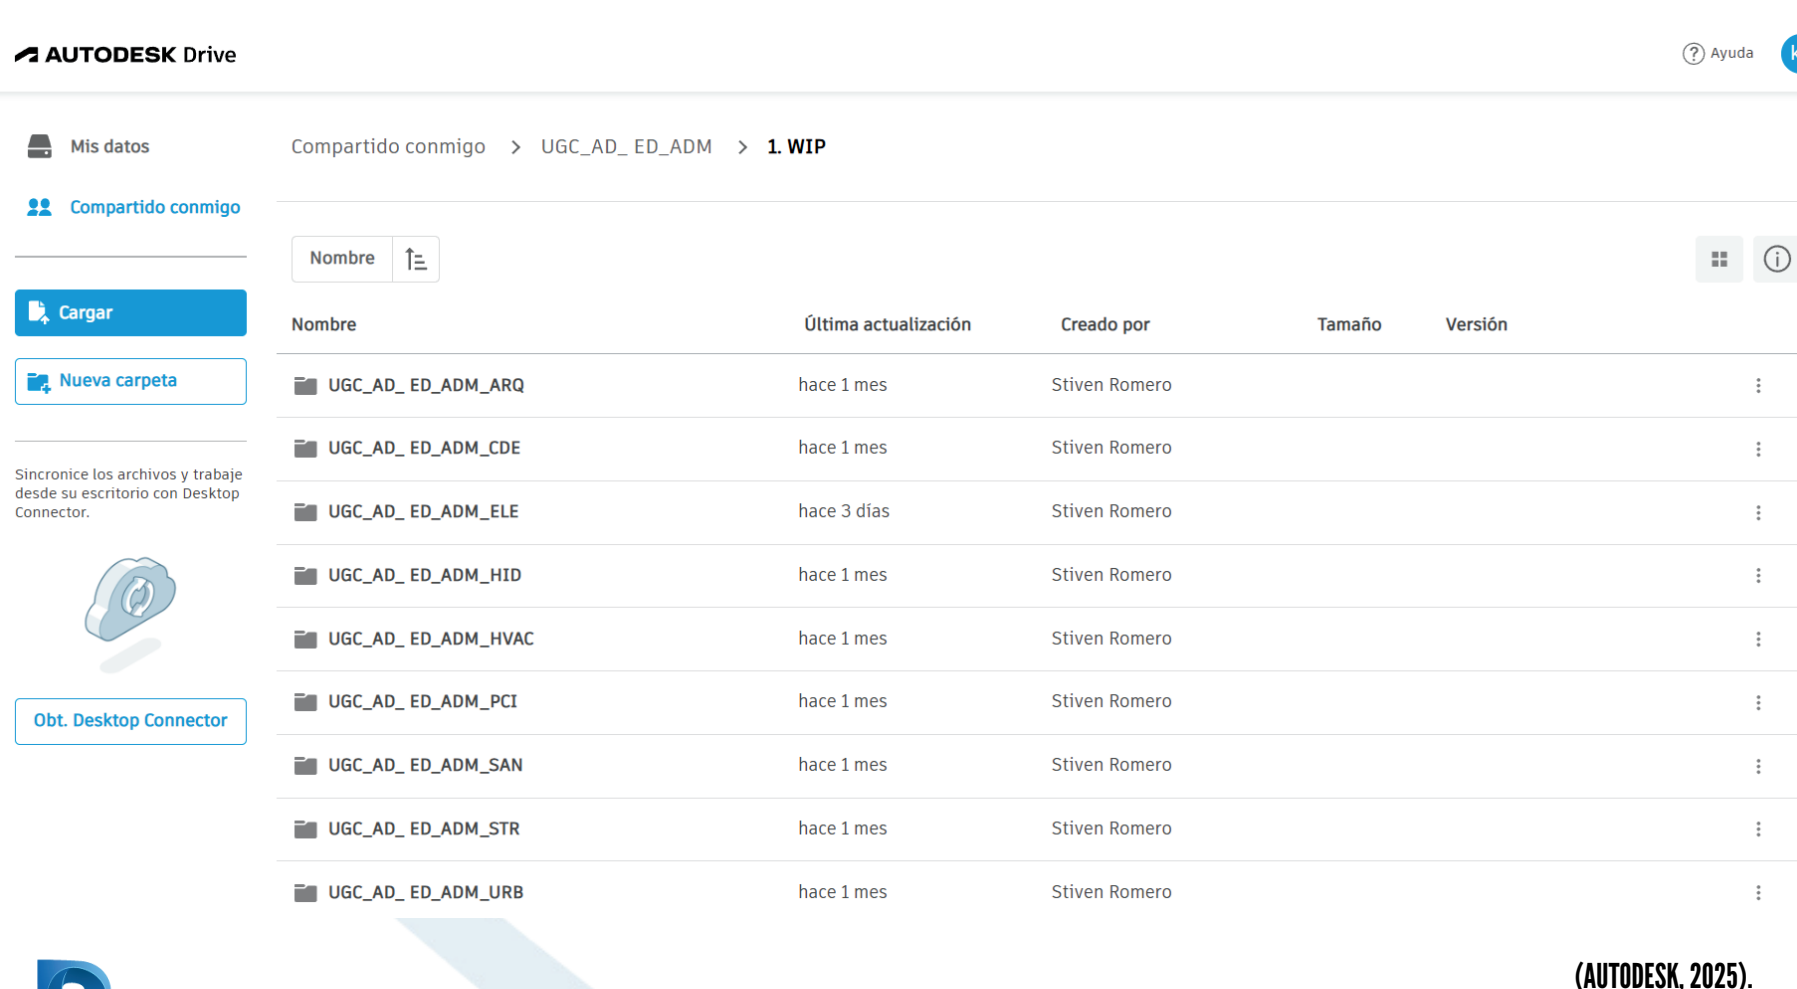 AUTODESK Drive
Ayuda
Mis datos
Compartido conmigo
Cargar
Nueva carpeta
Sincronice los archivos y trabaje
desde su escritorio con Desktop
Connector.
Obt. Desktop Connector
Compartido conmigo > UGC_AD_ ED_ADM > 1. WIP
Nombre
Nombre Última actualización Creado por Tamaño Versión
UGC_AD_ ED_ADM_ARQ hace 1 mes Stiven Romero
UGC_AD_ ED_ADM_CDE hace 1 mes Stiven Romero
UGC_AD_ ED_ADM_ELE hace 3 días Stiven Romero
UGC_AD_ ED_ADM_HID hace 1 mes Stiven Romero
UGC_AD_ ED_ADM_HVAC hace 1 mes Stiven Romero
UGC_AD_ ED_ADM_PCI hace 1 mes Stiven Romero
UGC_AD_ ED_ADM_SAN hace 1 mes Stiven Romero
UGC_AD_ ED_ADM_STR hace 1 mes Stiven Romero
UGC_AD_ ED_ADM_URB hace 1 mes Stiven Romero
(AUTODESK, 2025).